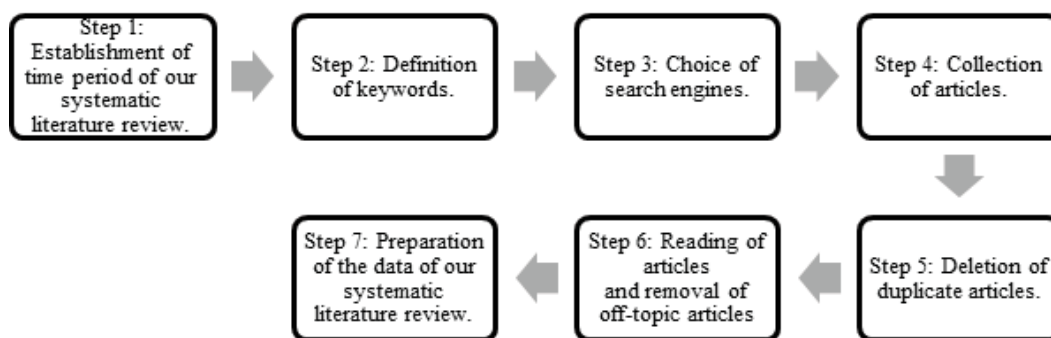 Step 1:
Establishment of
time period of our
systematic
literature review.
Step 2: Definition
of keywords.
Step 3: Choice of
search engines.
Step 4: Collection
of articles.
Step 5: Deletion of
duplicate articles.
Step 6: Reading of
articles
and removal of
off-topic articles
Step 7: Preparation
of the data of our
systematic
literature review.